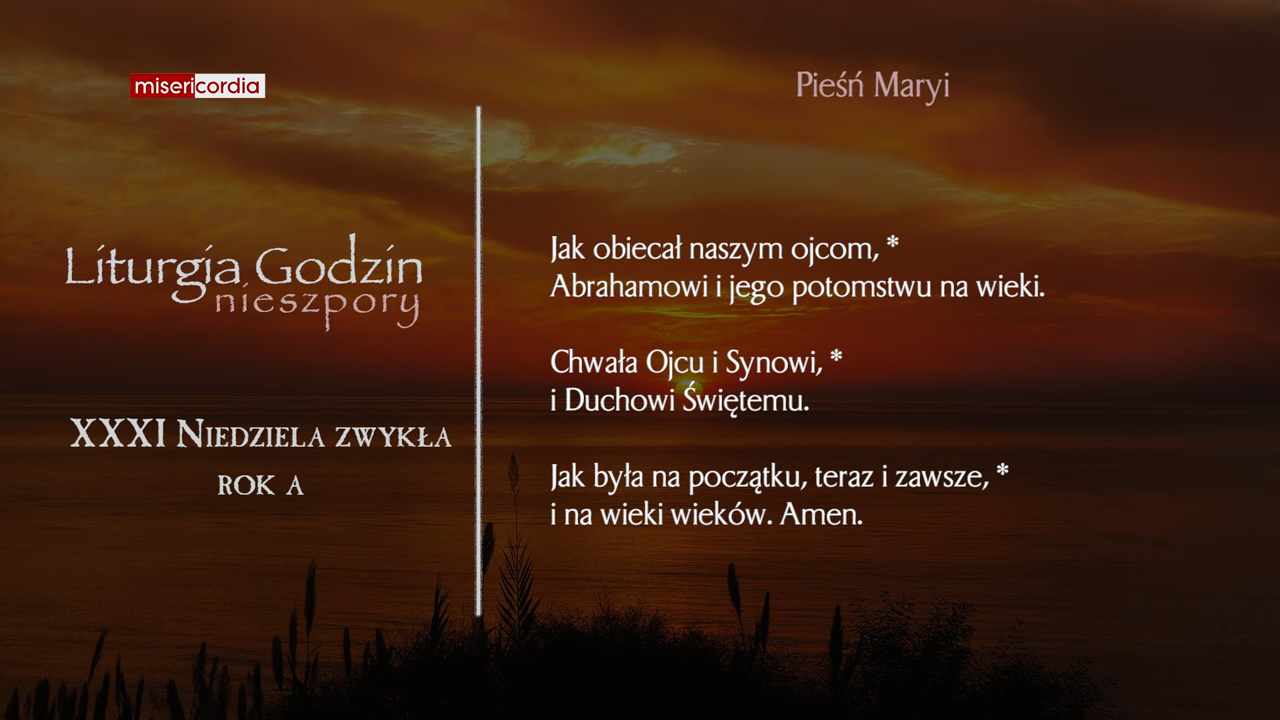 misericordia
Liturgia Godzin
nieszpory
XXXI Niedziela zwykła
rok A
Pieśń Maryi
Jak obiecał naszym ojcom, *
Abrahamowi i jego potomstwu na wieki.
Chwała Ojcu i Synowi, *
i Duchowi Świętemu.
Jak była na początku, teraz i zawsze, *
i na wieki wieków. Amen.